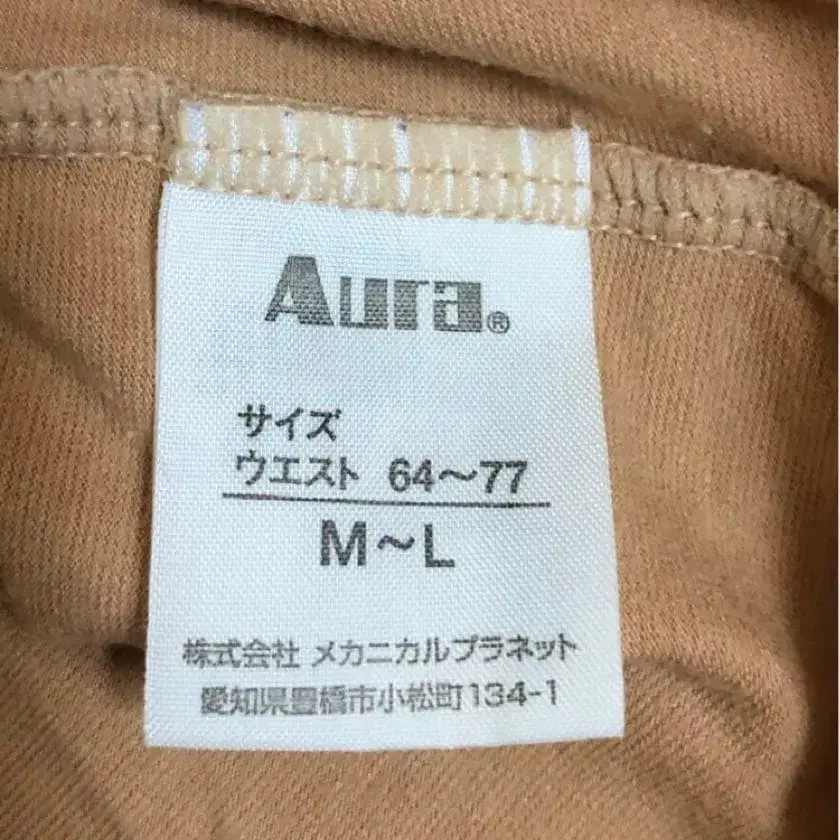 Aura®
サイズ
ウエスト 64～77
M～L
株式会社 メカニカルプラネット
愛知県豊橋市小松町134-1